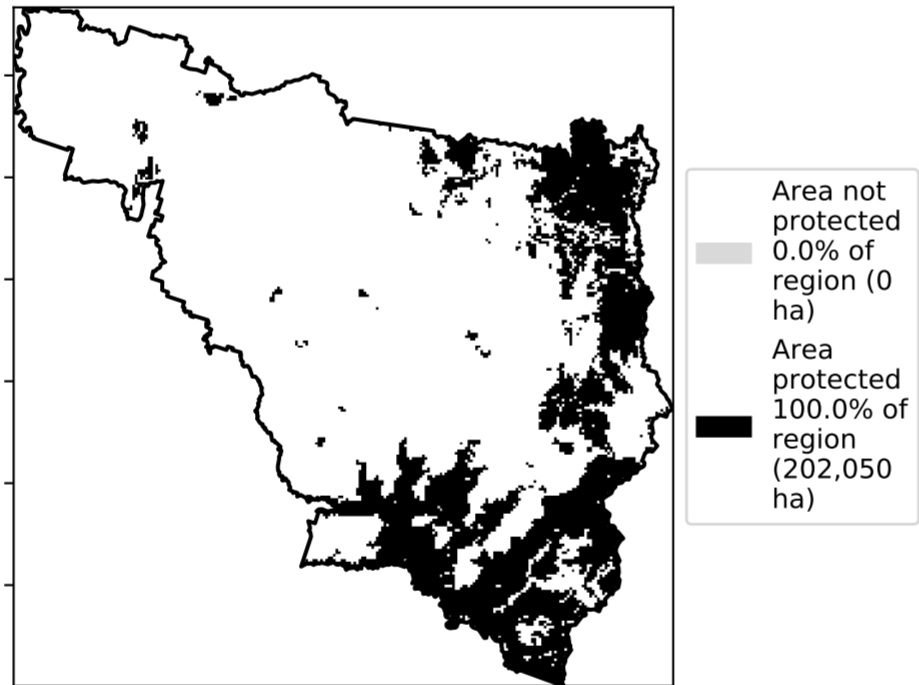 Area not
protected
0.0% of
region (0
ha)
Area
protected
100.0% of
region
(202,050
ha)